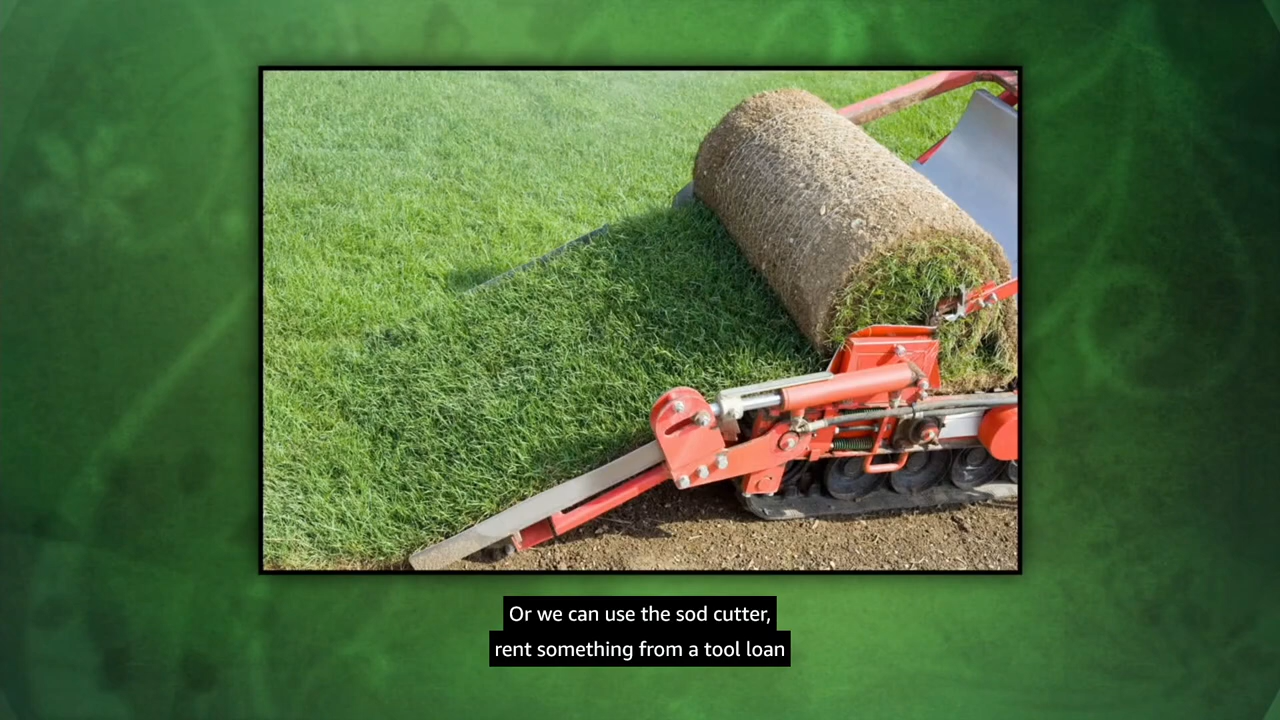 Or we can use the sod cutter,
rent something from a tool loan